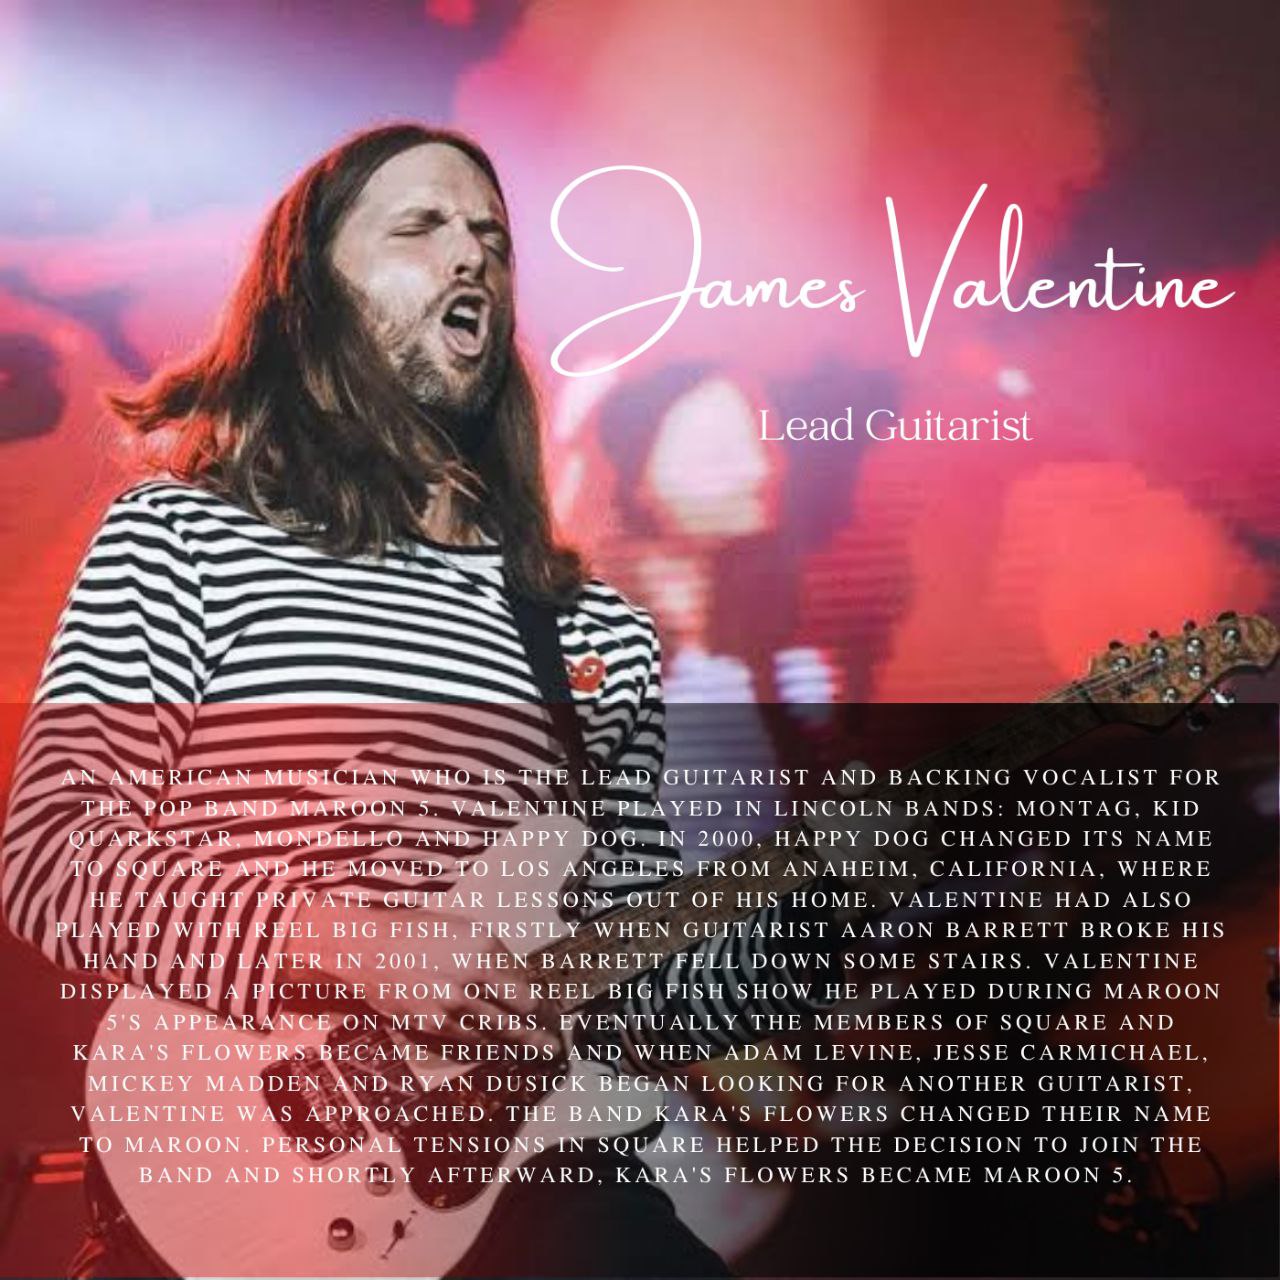 James Valentine
Lead Guitarist
AN AMERICAN MUSICIAN WHO IS THE LEAD GUITARIST AND BACKING VOCALIST FOR
THE POP BAND MAROON 5. VALENTINE PLAYED IN LINCOLN BANDS: MONTAG, KID
QUARKSTAR, MONDELLO AND HAPPY DOG. IN 2000, HAPPY DOG CHANGED ITS NAME
TO SQUARE AND HE MOVED TO LOS ANGELES FROM ANAHEIM, CALIFORNIA, WHERE
HE TAUGHT PRIVATE GUITAR LESSONS OUT OF HIS HOME. VALENTINE HAD ALSO
PLAYED WITH REEL BIG FISH, FIRSTLY WHEN GUITARIST AARON BARRETT BROKE HIS
HAND AND LATER IN 2001, WHEN BARRETT FELL DOWN SOME STAIRS. VALENTINE
DISPLAYED A PICTURE FROM ONE REEL BIG FISH SHOW HE PLAYED DURING MAROON
5'S APPEARANCE ON MTV CRIBS. EVENTUALLY THE MEMBERS OF SQUARE AND
KARA'S FLOWERS BECAME FRIENDS AND WHEN ADAM LEVINE, JESSE CARMICHAEL,
MICKEY MADDEN AND RYAN DUSICK BEGAN LOOKING FOR ANOTHER GUITARIST,
VALENTINE WAS APPROACHED. THE BAND KARA'S FLOWERS CHANGED THEIR NAME
TO MAROON. PERSONAL TENSIONS IN SQUARE HELPED THE DECISION TO JOIN THE
BAND AND SHORTLY AFTERWARD, KARA'S FLOWERS BECAME MAROON 5.